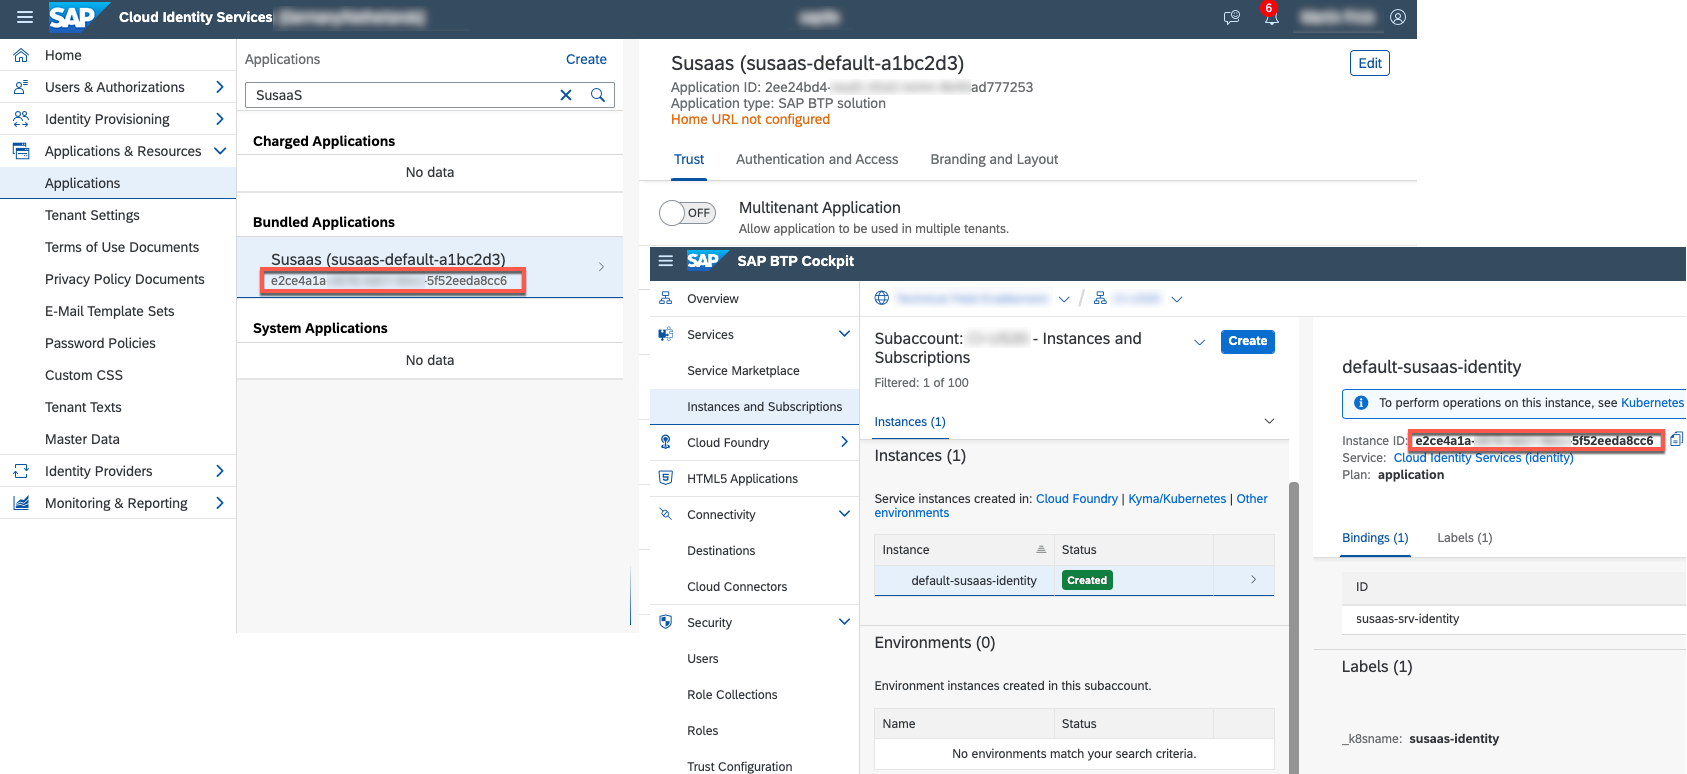 SAP Cloud Identity Services
6
Home
Users & Authorizations
Identity Provisioning
Applications & Resources
Applications
Tenant Settings
Terms of Use Documents
Privacy Policy Documents
E-Mail Template Sets
Password Policies
Custom CSS
Tenant Texts
Master Data
Identity Providers
Monitoring & Reporting
Applications
Create
SusaaS
Charged Applications
No data
Bundled Applications
Susaas (susaas-default-a1bc2d3)
e2ce4a1a -5f52eeda8cc6
System Applications
No data
Susaas (susaas-default-a1bc2d3)
Edit
Application ID: 2ee24bd4- ad777253
Application type: SAP BTP solution
Home URL not configured
Trust
Authentication and Access
Branding and Layout
OFF
Multitenant Application
Allow application to be used in multiple tenants.
SAP SAP BTP Cockpit
Overview
Services
Service Marketplace
Instances and Subscriptions
Cloud Foundry
HTML5 Applications
Connectivity
Destinations
Cloud Connectors
Security
Users
Role Collections
Roles
Trust Configuration
/
Subaccount: - Instances and
Subscriptions
Create
Filtered: 1 of 100
Instances (1)
Instances (1)
Service instances created in: Cloud Foundry | Kyma/Kubernetes | Other
environments
Instance
Status
default-susaas-identity
Created
Environments (0)
Environment instances created in this subaccount.
Name
Status
No environments match your search criteria.
default-susaas-identity
To perform operations on this instance, see Kubernetes
Instance ID: e2ce4a1a- -5f52eeda8cc6
Service: Cloud Identity Services (identity)
Plan: application
Bindings (1)
Labels (1)
ID
susaas-srv-identity
Labels (1)
_k8sname: susaas-identity